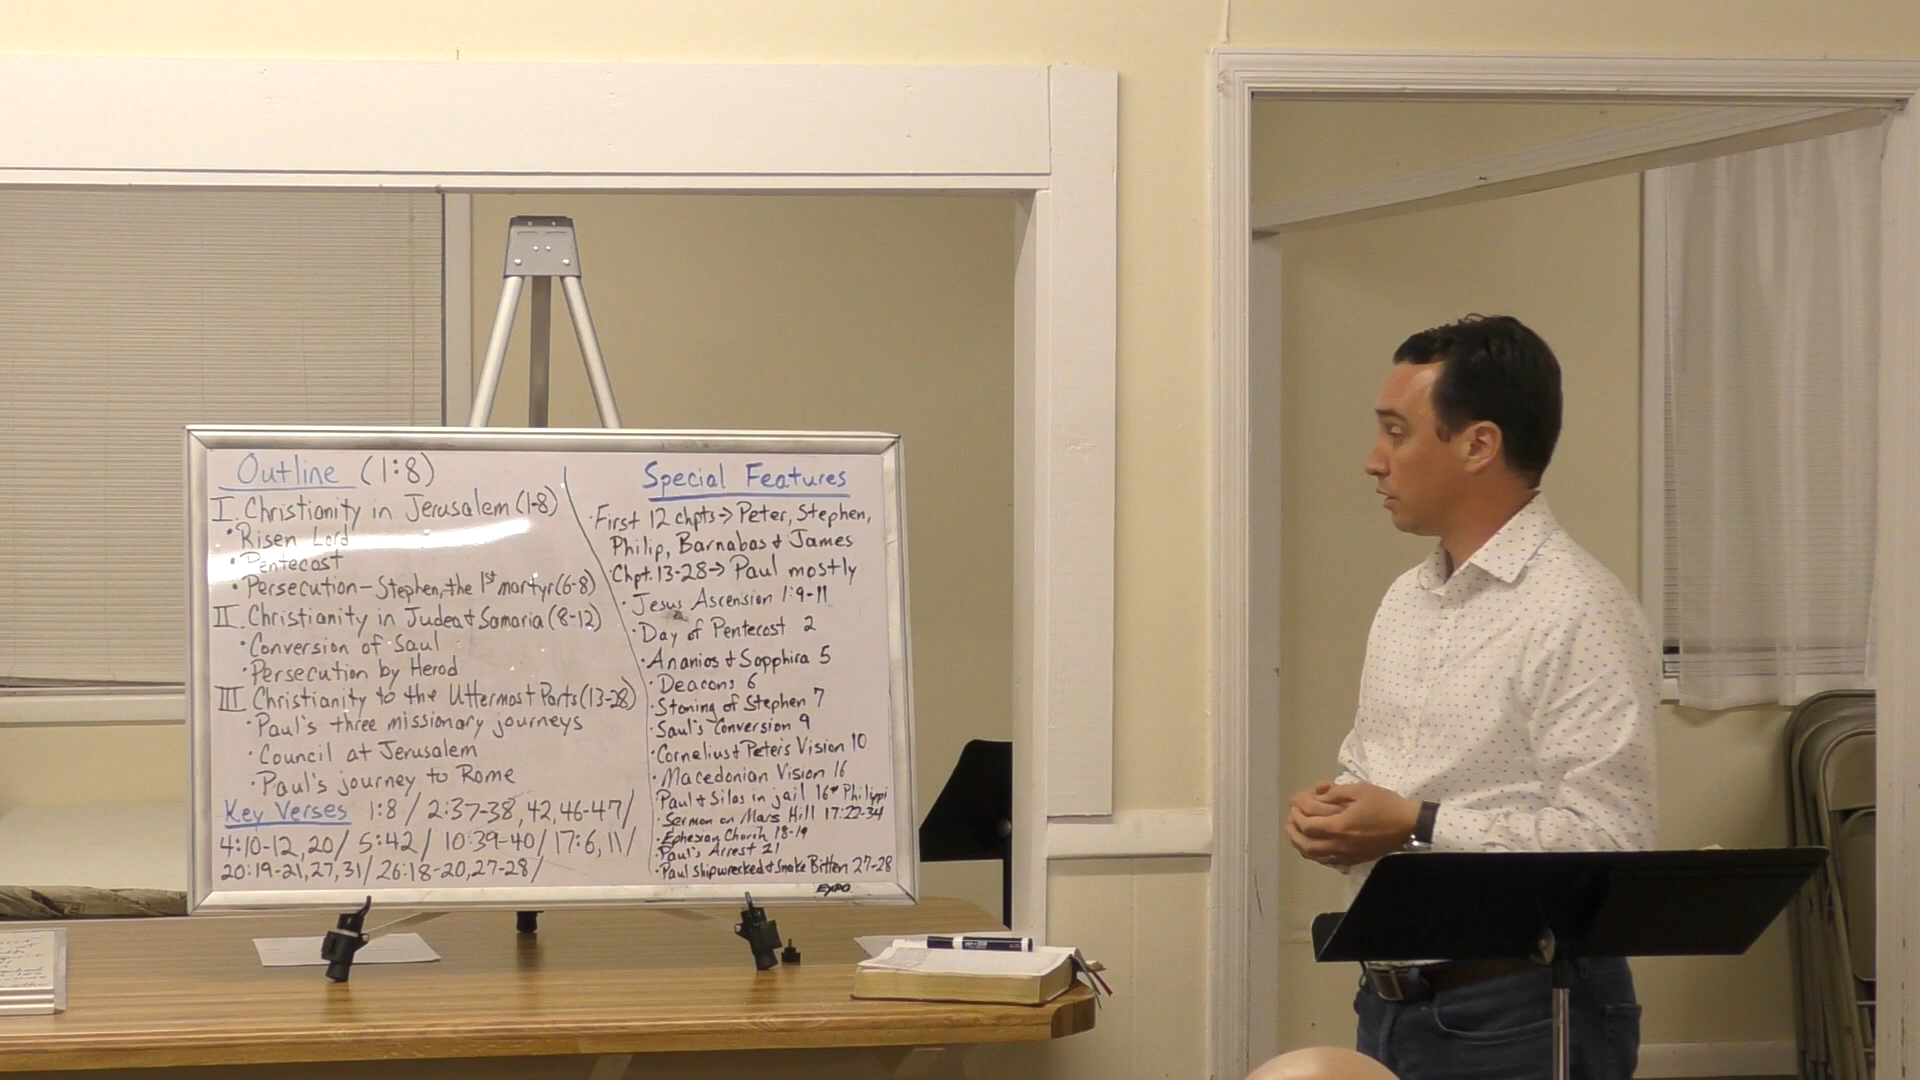 Outline (1:8)
I. Christianity in Jerusalem (1-8)
• Risen Lord
• Pentecost
• Persecution - Stephen, the 1st martyr (6-8)
II. Christianity in Judea & Samaria (8-12)
• Conversion of Saul
• Persecution by Herod
III Christianity to the Uttermost Parts (13-28)
• Paul's three missionary journeys
• Council at Jerusalem
• Paul's journey to Rome
Key Verses 1:8 / 2:37-38, 42, 46-47 /
4:10-12, 20 / 5:42 / 10:39-40 / 17:6, 11 /
20:19-21, 27, 31 / 26:18-20, 27-28 /
Special Features
• First 12 chpts → Peter, Stephen,
Philip, Barnabas & James
• Chpt. 13-28 → Paul mostly
• Jesus Ascension 1:9-11
• Day of Pentecost 2
• Ananias & Sapphira 5
• Deacons 6
• Stoning of Stephen 7
• Saul's Conversion 9
• Cornelius & Peter's Vision 10
• Macedonian Vision 16
• Paul & Silas in jail 16 Philippi
• Sermon on Mars Hill 17:22-34
• Ephesian Church 18-19
• Paul's Arrest 21
• Paul shipwrecked & Snake Bitten 27-28
EXPO